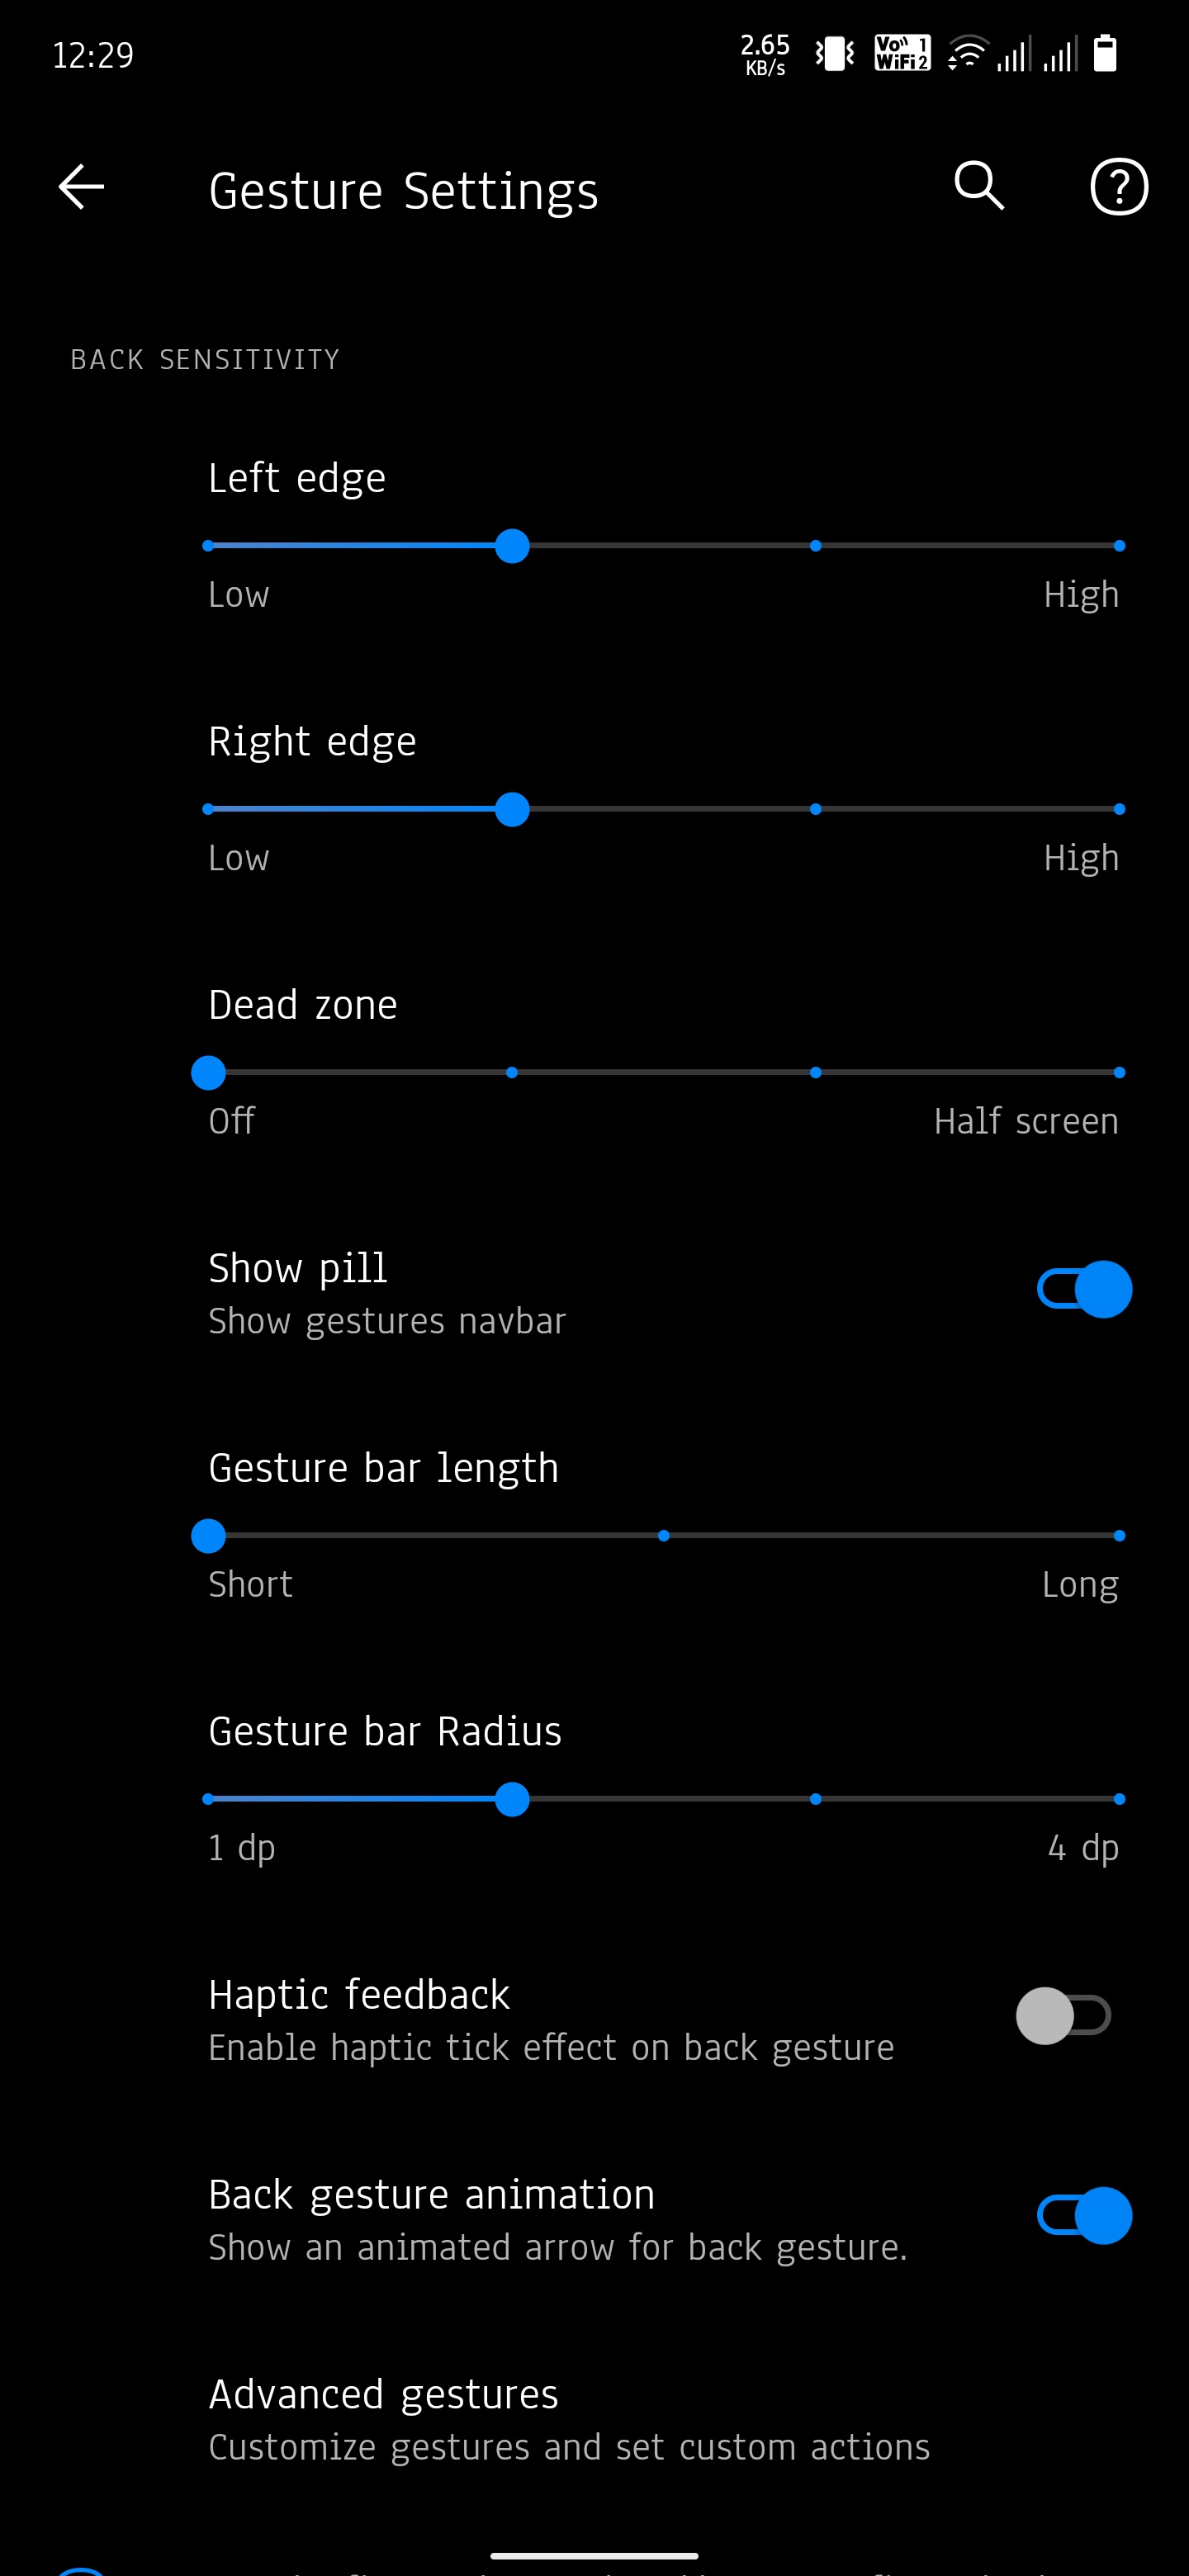 12:29
2.65
KB/s
Vo 1
WiFi 2
Gesture Settings
BACK SENSITIVITY
Left edge
Low High
Right edge
Low High
Dead zone
Off Half screen
Show pill
Show gestures navbar
Gesture bar length
Short Long
Gesture bar Radius
1 dp 4 dp
Haptic feedback
Enable haptic tick effect on back gesture
Back gesture animation
Show an animated arrow for back gesture.
Advanced gestures
Customize gestures and set custom actions